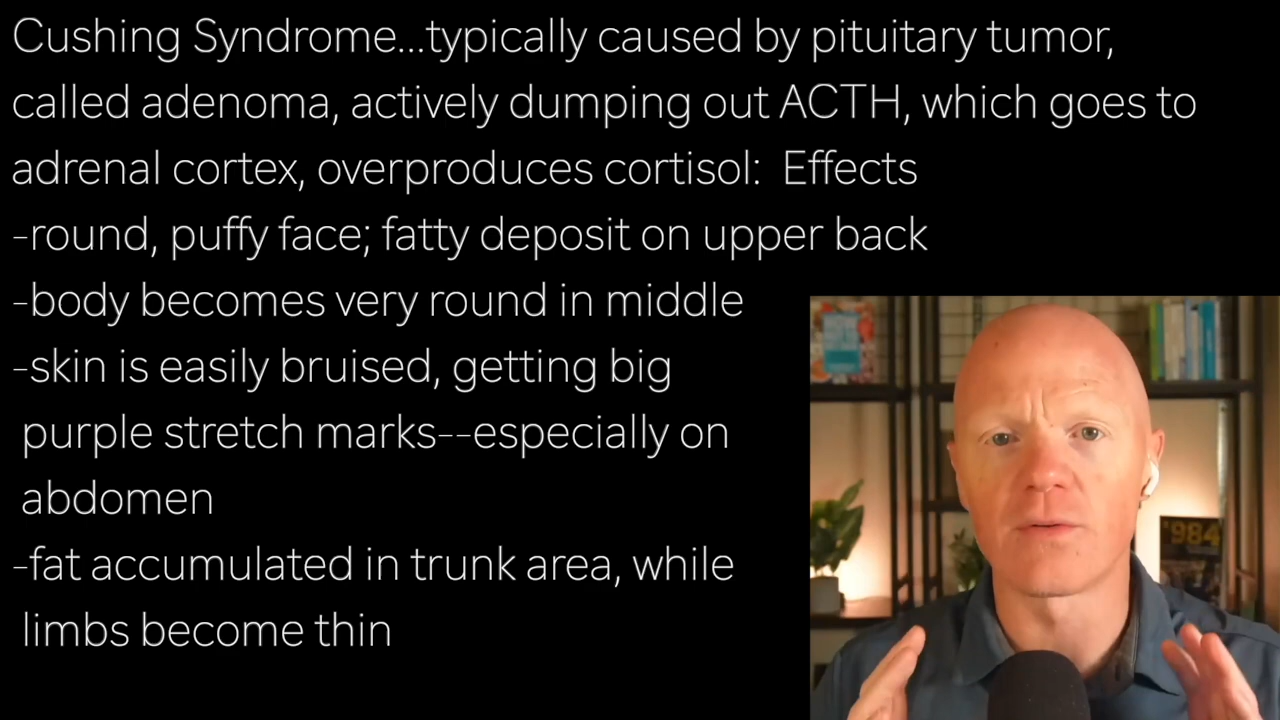 Cushing Syndrome...typically caused by pituitary tumor,
called adenoma, actively dumping out ACTH, which goes to
adrenal cortex, overproduces cortisol:  Effects
-round, puffy face; fatty deposit on upper back
-body becomes very round in middle
-skin is easily bruised, getting big
purple stretch marks--especially on
abdomen
-fat accumulated in trunk area, while
limbs become thin
984